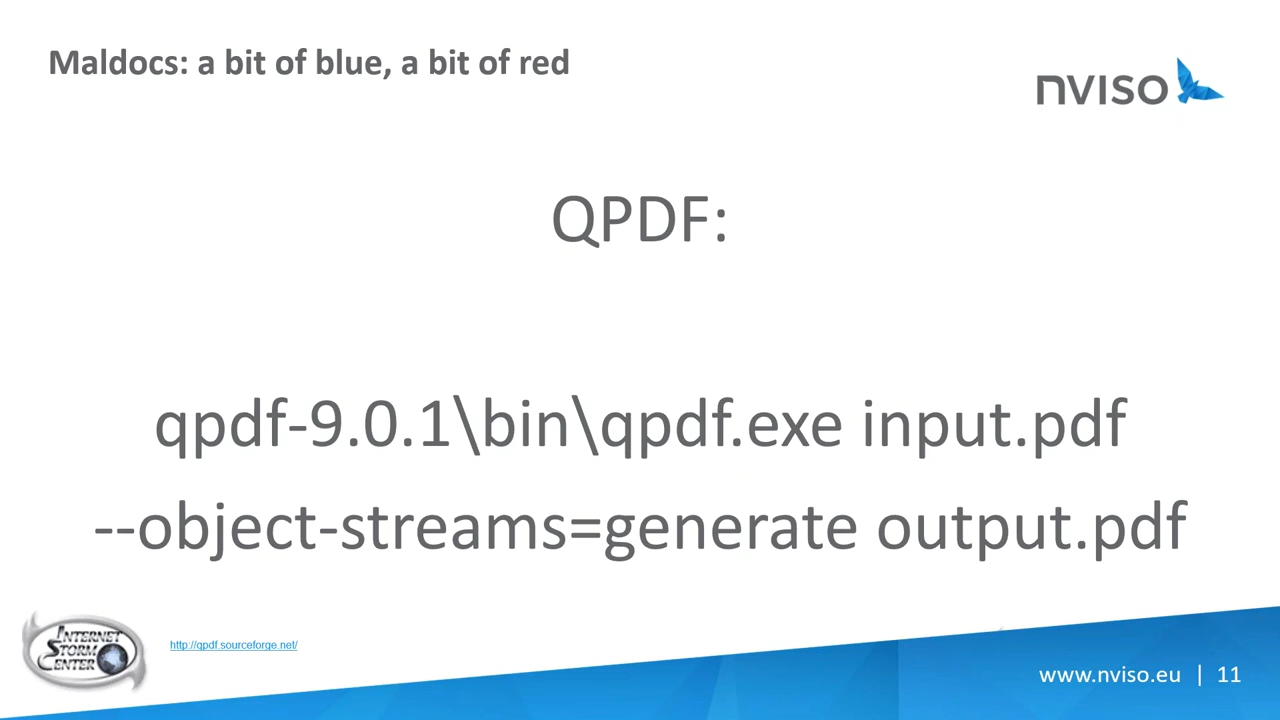 Maldocs: a bit of blue, a bit of red
nviso
QPDF:
qpdf-9.0.1\bin\qpdf.exe input.pdf
--object-streams=generate output.pdf
INTERNET
STORM
CENTER
http://qpdf.sourceforge.net/
www.nviso.eu | 11